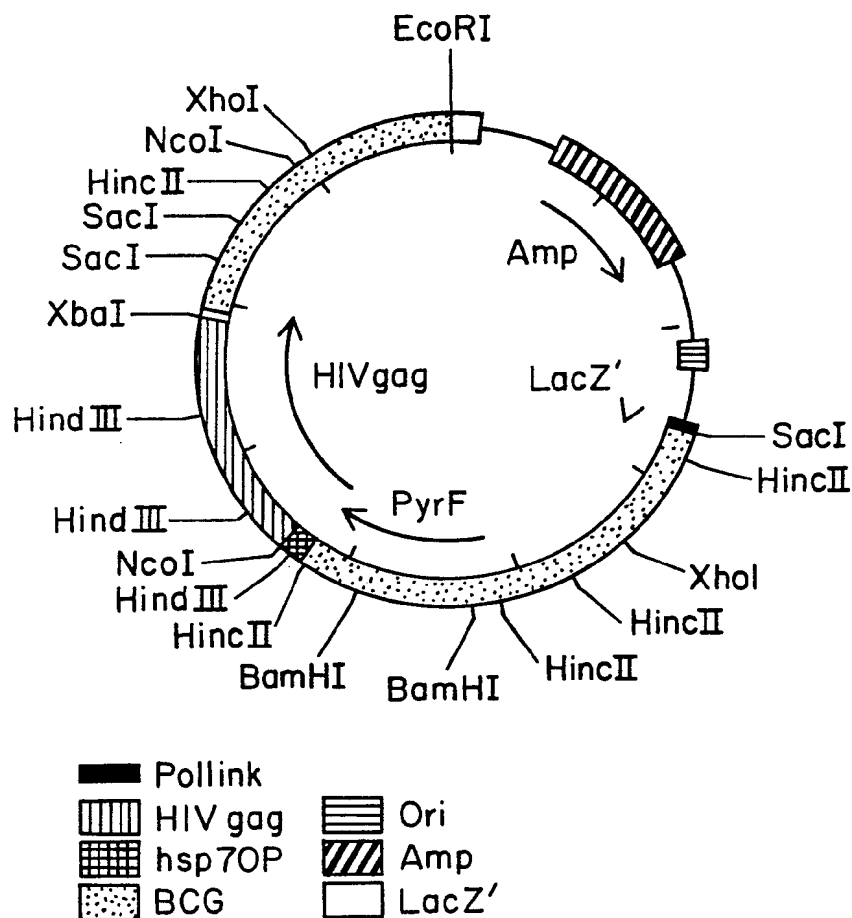 EcoRI
XhoI
NcoI
HincII
SacI
SacI
XbaI
HindIII
HindIII
NcoI
HindIII
HincII
BamHI
BamHI
HincII
HincII
XhoI
HincII
SacI
Amp
LacZ'
HIVgag
PyrF
Pollink
HIV gag
hsp70P
BCG
Ori
Amp
LacZ'